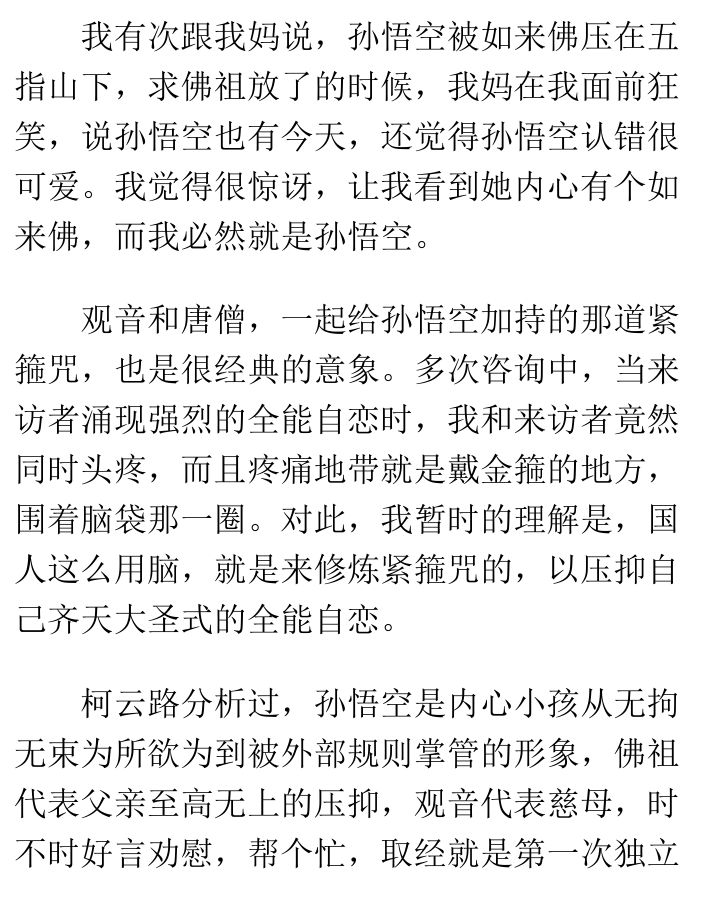 我有次跟我妈说，孙悟空被如来佛压在五
指山下，求佛祖放了的时候，我妈在我面前狂
笑，说孙悟空也有今天，还觉得孙悟空认错很
可爱。我觉得很惊讶，让我看到她内心有个如
来佛，而我必然就是孙悟空。
观音和唐僧，一起给孙悟空加持的那道紧
箍咒，也是很经典的意象。多次咨询中，当来
访者涌现强烈的全能自恋时，我和来访者竟然
同时头疼，而且疼痛地带就是戴金箍的地方，
围着脑袋那一圈。对此，我暂时的理解是，国
人这么用脑，就是来修炼紧箍咒的，以压抑自
己齐天大圣式的全能自恋。
柯云路分析过，孙悟空是内心小孩从无拘
无束为所欲为到被外部规则掌管的形象，佛祖
代表父亲至高无上的压抑，观音代表慈母，时
不时好言劝慰，帮个忙，取经就是第一次独立